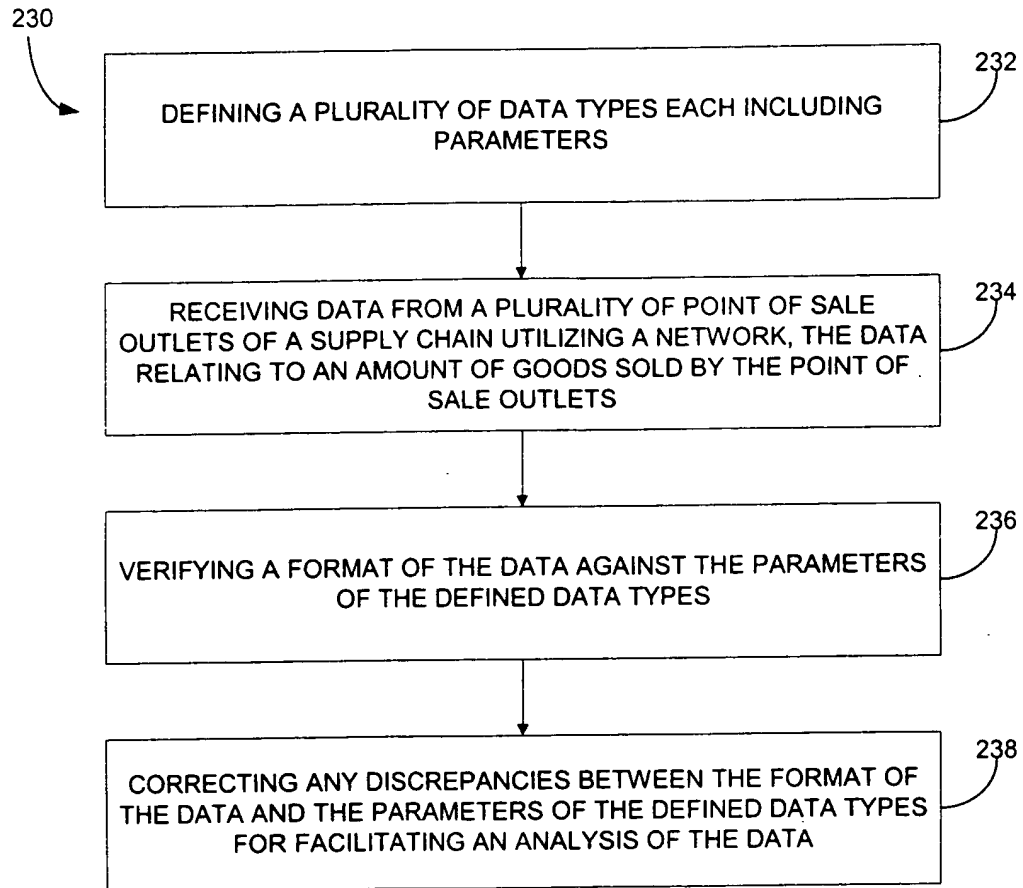 230
232
DEFINING A PLURALITY OF DATA TYPES EACH INCLUDING
PARAMETERS
234
RECEIVING DATA FROM A PLURALITY OF POINT OF SALE
OUTLETS OF A SUPPLY CHAIN UTILIZING A NETWORK, THE DATA
RELATING TO AN AMOUNT OF GOODS SOLD BY THE POINT OF
SALE OUTLETS
236
VERIFYING A FORMAT OF THE DATA AGAINST THE PARAMETERS
OF THE DEFINED DATA TYPES
238
CORRECTING ANY DISCREPANCIES BETWEEN THE FORMAT OF
THE DATA AND THE PARAMETERS OF THE DEFINED DATA TYPES
FOR FACILITATING AN ANALYSIS OF THE DATA